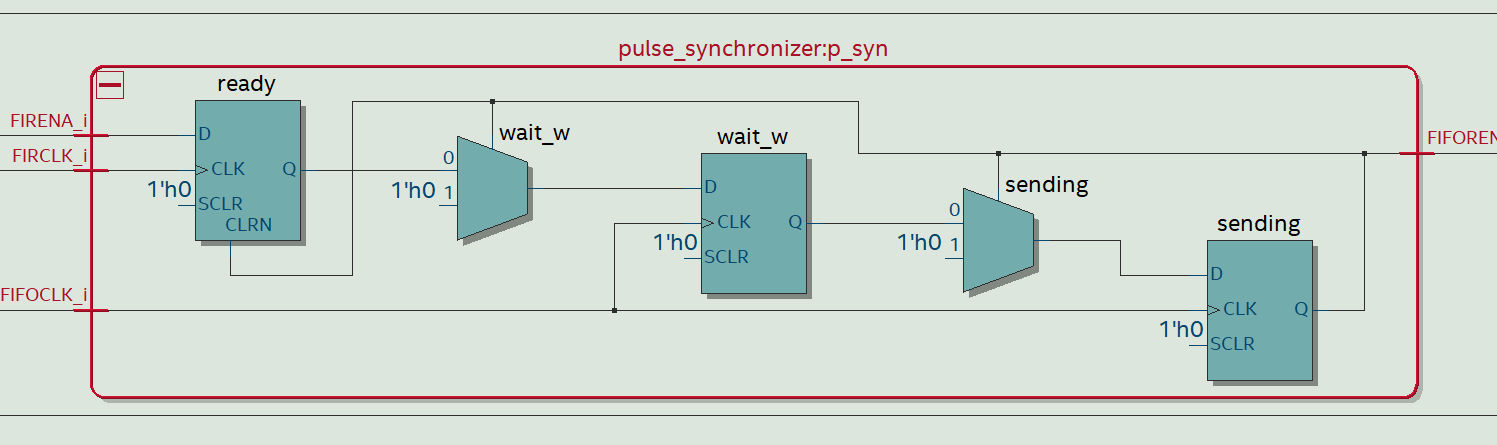 pulse_synchronizer:p_syn
ready
FIRENA_i
D
FIRCLK_i
CLK
Q
1'h0
SCLR
CLRN
wait_w
0
1'h0
1
wait_w
D
CLK
Q
1'h0
SCLR
sending
0
1'h0
1
sending
D
CLK
Q
1'h0
SCLR
FIFOCLK_i
FIFOREN